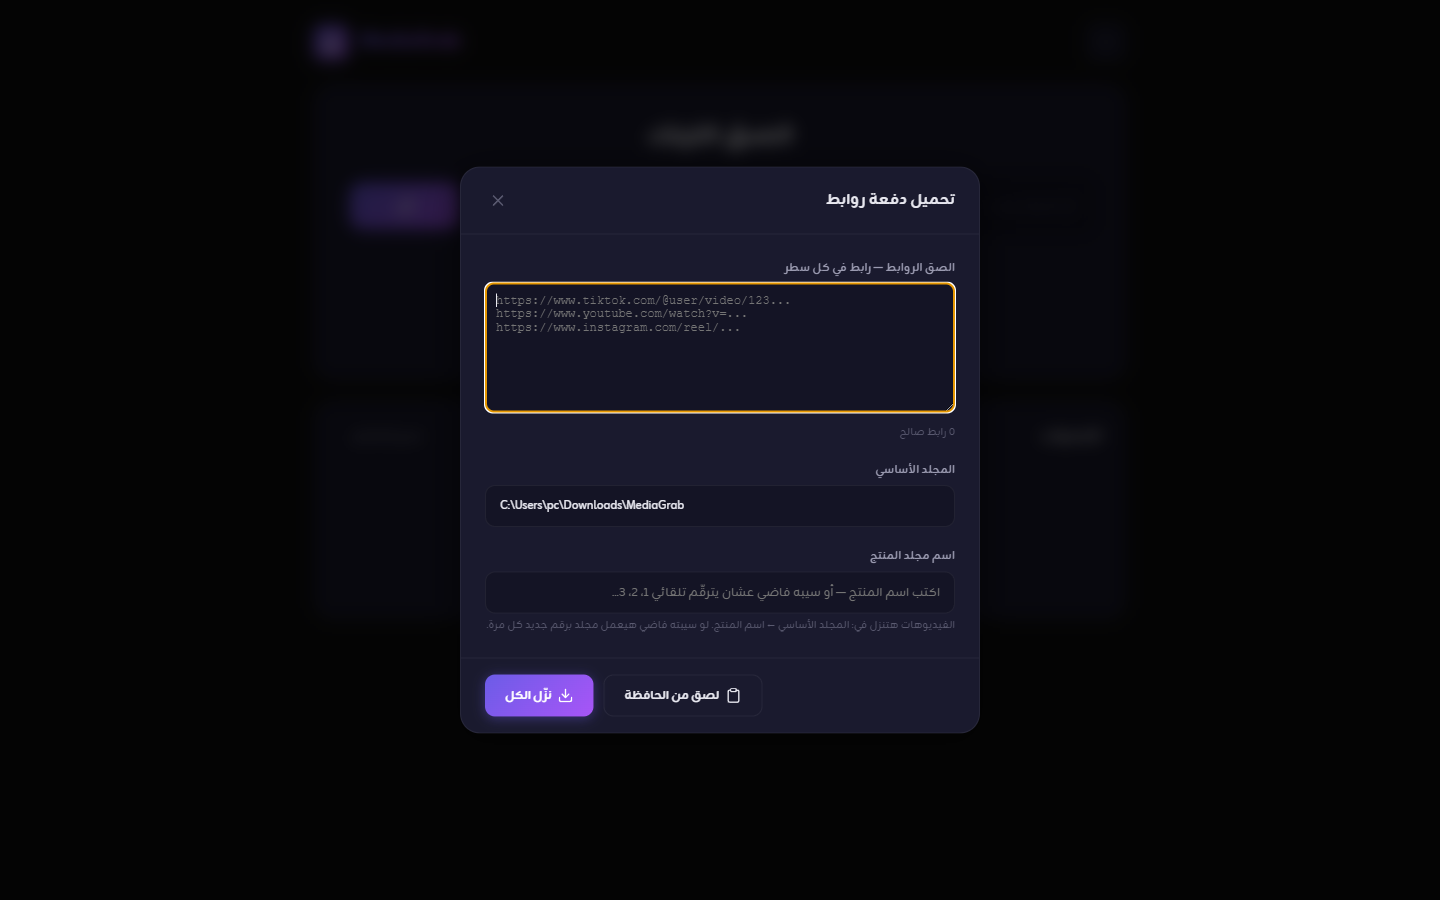 تحميل دفعة روابط
الصق الروابط — رابط في كل سطر
https://www.tiktok.com/@user/video/123...
https://www.youtube.com/watch?v=...
https://www.instagram.com/reel/...
0 رابط صالح
المجلد الأساسي
C:\Users\pc\Downloads\MediaGrab
اسم مجلد المنتج
اكتب اسم المنتج — أو سيبه فاضي عشان يترقّم تلقائي 1، 2، 3...
الفيديوهات هتتنزل في: المجلد الأساسي — اسم المنتج. لو سيبته فاضي هيعمل مجلد برقم جديد كل مرة.
لصق من الحافظة
نزّل الكل